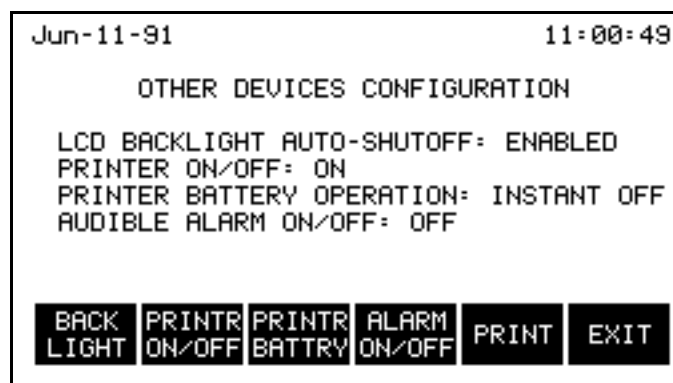 Jun-11-91 11:00:49
OTHER DEVICES CONFIGURATION
LCD BACKLIGHT AUTO-SHUTOFF: ENABLED
PRINTER ON/OFF: ON
PRINTER BATTERY OPERATION: INSTANT OFF
AUDIBLE ALARM ON/OFF: OFF
BACK LIGHT PRINTR ON/OFF PRINTR BATTRY ALARM ON/OFF PRINT EXIT